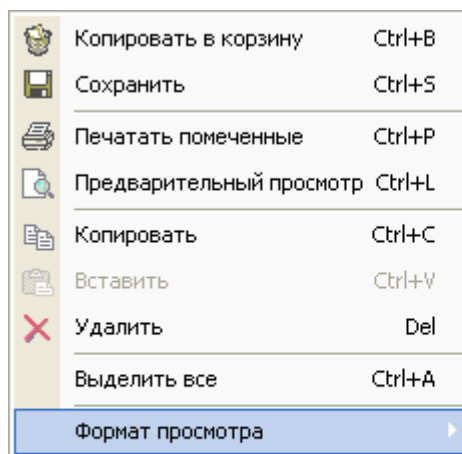 Копировать в корзину Ctrl+B
Сохранить Ctrl+S
Печатать помеченные Ctrl+P
Предварительный просмотр Ctrl+L
Копировать Ctrl+C
Вставить Ctrl+V
Удалить Del
Выделить все Ctrl+A
Формат просмотра